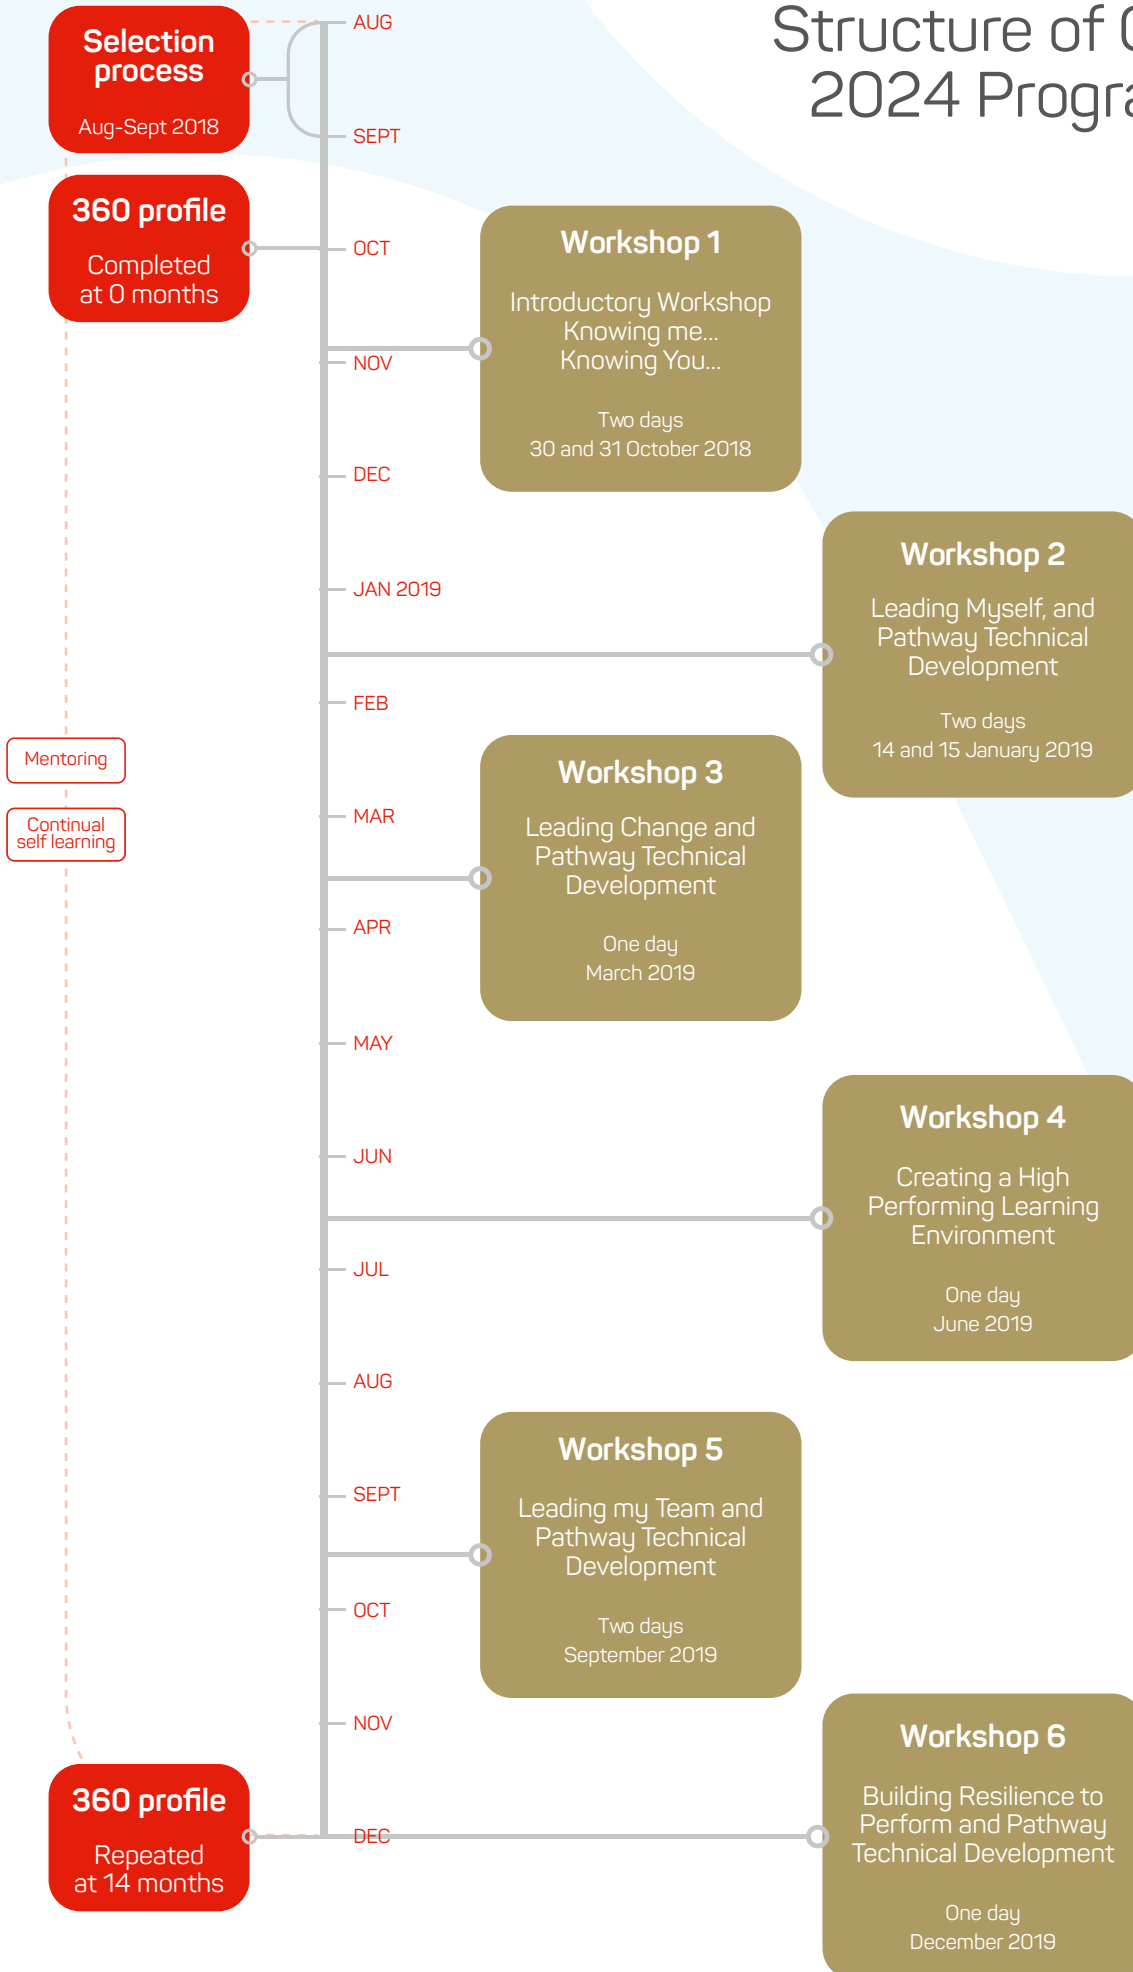 Structure of
2024
Selection
process
Aug-Sept 2018
360 profile
Completed
at 0 months
AUG
SEPT
OCT
NOV
DEC
JAN 2019
FEB
MAR
APR
MAY
JUN
JUL
AUG
SEPT
OCT
NOV
DEC
Workshop 1
Introductory Workshop
Knowing me...
Knowing You...
Two days
30 and 31 October 2018
Workshop 2
Leading Myself, and
Pathway Technical
Development
Two days
14 and 15 January 2019
Mentoring
Continual
self learning
Workshop 3
Leading Change and
Pathway Technical
Development
One day
March 2019
Workshop 4
Creating a High
Performing Learning
Environment
One day
June 2019
Workshop 5
Leading my Team and
Pathway Technical
Development
Two days
September 2019
360 profile
Repeated
at 14 months
Workshop 6
Building Resilience to
Perform and Pathway
Technical Development
One day
December 2019